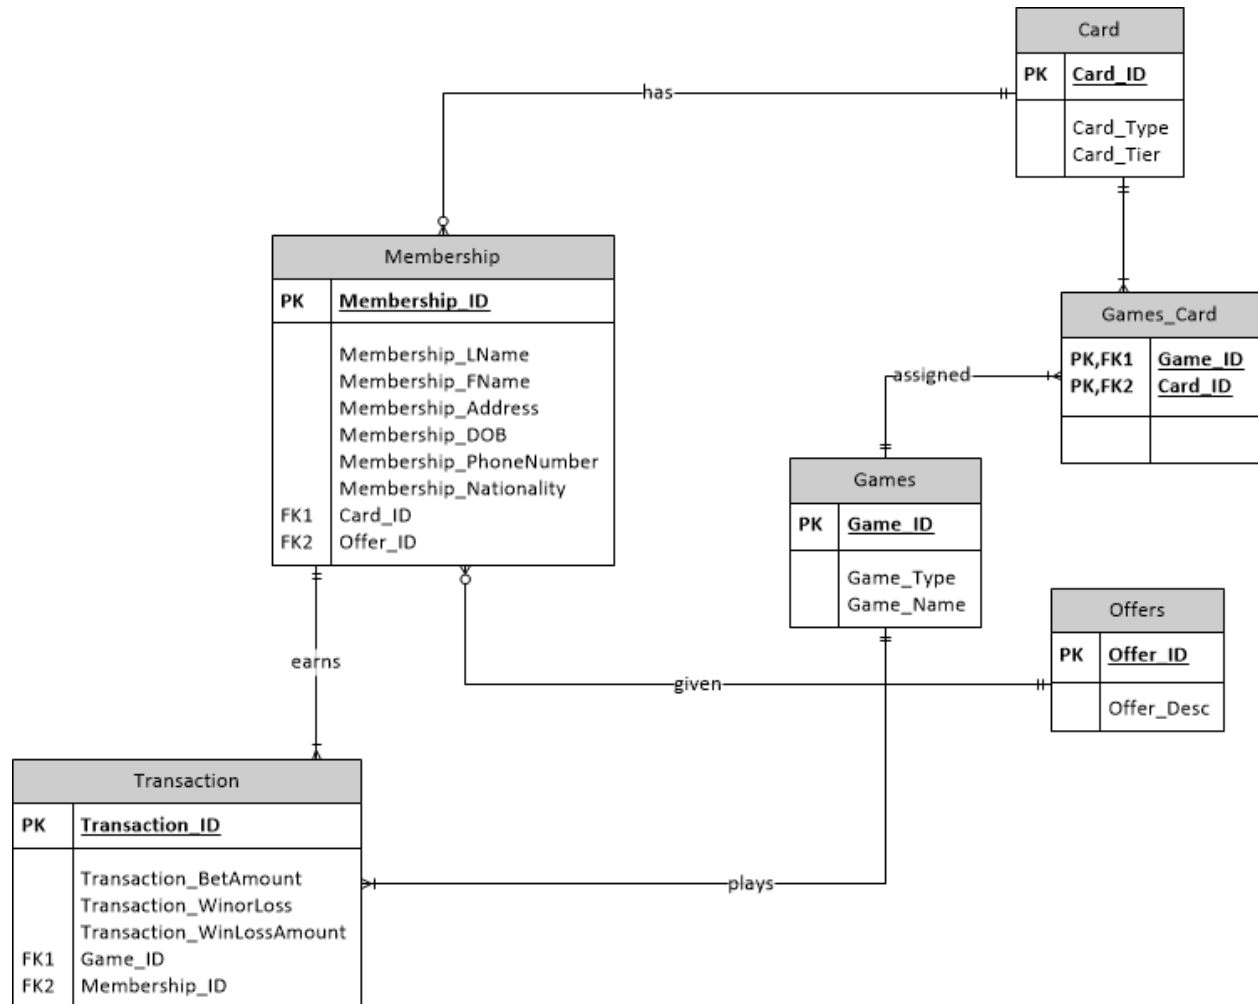 Card
PK Card_ID
Card_Type
Card_Tier
has
Membership
PK Membership_ID
Membership_LName
Membership_FName
Membership_Address
Membership_DOB
Membership_PhoneNumber
Membership_Nationality
FK1 Card_ID
FK2 Offer_ID
Games_Card
PK,FK1 Game_ID
PK,FK2 Card_ID
assigned
Games
PK Game_ID
Game_Type
Game_Name
Offers
PK Offer_ID
Offer_Desc
earns
given
Transaction
PK Transaction_ID
Transaction_BetAmount
Transaction_WinorLoss
Transaction_WinLossAmount
FK1 Game_ID
FK2 Membership_ID
plays